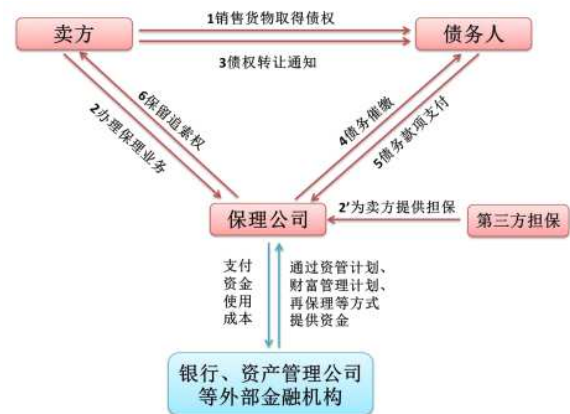 1销售货物取得债权
卖方
债务人
3债权转让通知
6保留追索权
2办理保理业务
4债务催缴
5债务款项支付
2’为卖方提供担保
保理公司
第三方担保
支付
资金
使用
成本
通过资管计划、
财富管理计划、
再保理等方式
提供资金
银行、资产管理公司
等外部金融机构